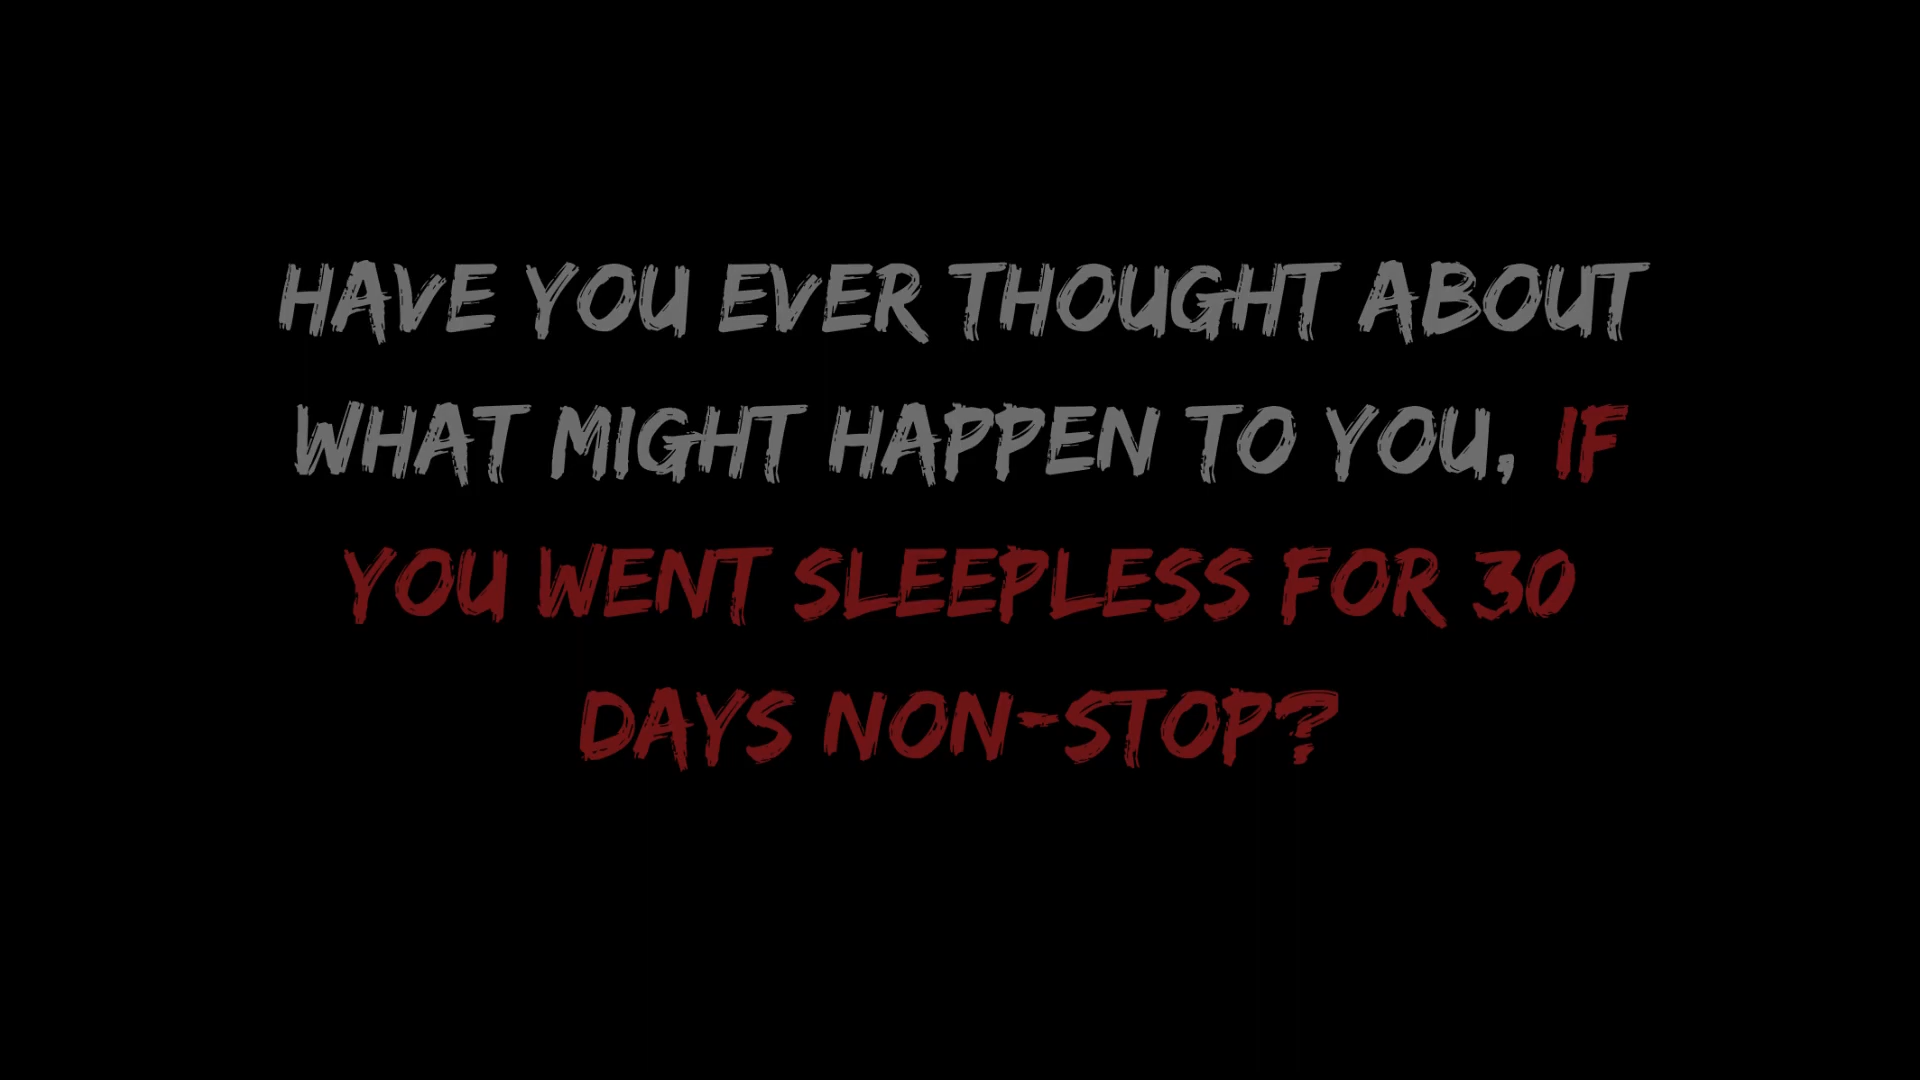 HAVE YOU EVER THOUGHT ABOUT
WHAT MIGHT HAPPEN TO YOU, IF
YOU WENT SLEEPLESS FOR 30
DAYS NON-STOP?